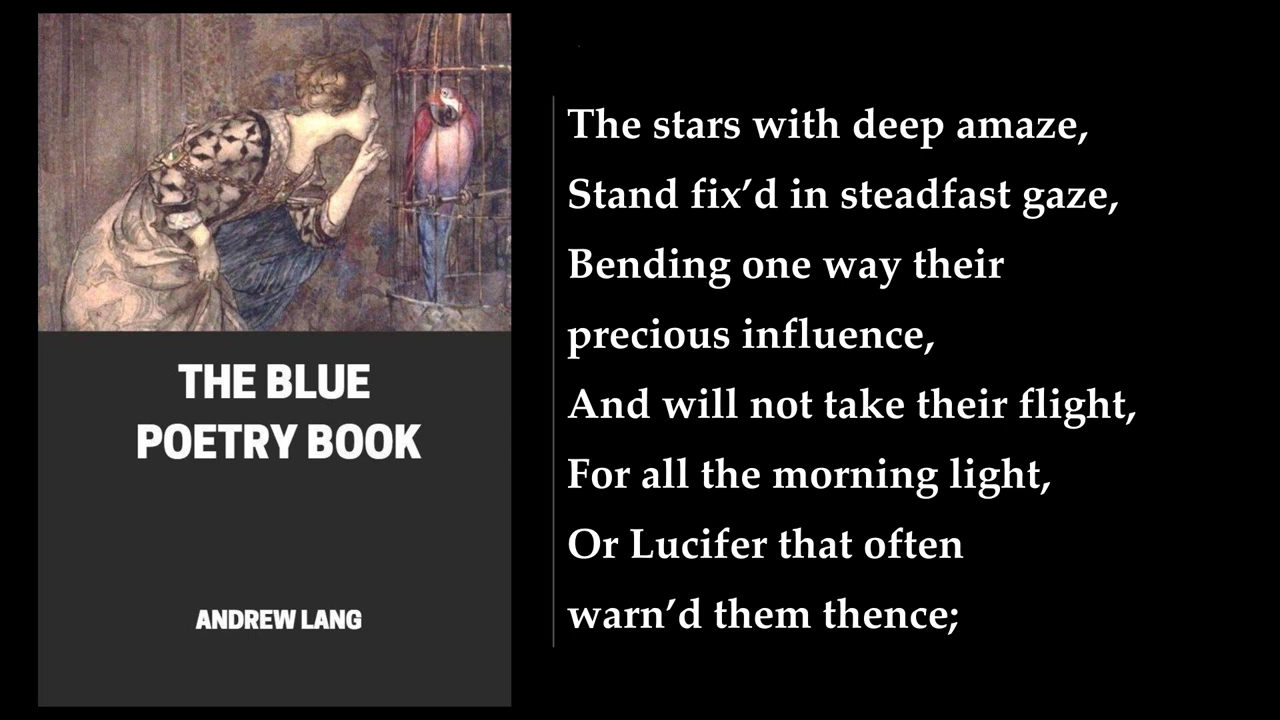 THE BLUE
POETRY BOOK
ANDREW LANG
The stars with deep amaze,
Stand fix’d in steadfast gaze,
Bending one way their
precious influence,
And will not take their flight,
For all the morning light,
Or Lucifer that often
warn’d them thence;